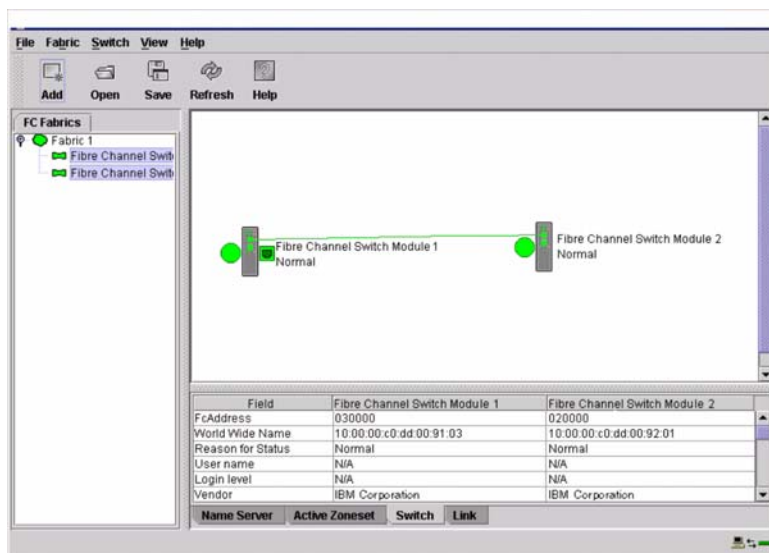 File Fabric Switch View Help
Add Open Save Refresh Help
FC Fabrics
Fabric 1
Fibre Channel Swit
Fibre Channel Swit
Fibre Channel Switch Module 1
Normal
Fibre Channel Switch Module 2
Normal
Field Fibre Channel Switch Module 1 Fibre Channel Switch Module 2
FcAddress 030000 020000
World Wide Name 10:00:00:c0:dd:00:91:03 10:00:00:c0:dd:00:92:01
Reason for Status Normal Normal
User name N/A N/A
Login level N/A N/A
Vendor IBM Corporation IBM Corporation
Name Server Active Zoneset Switch Link